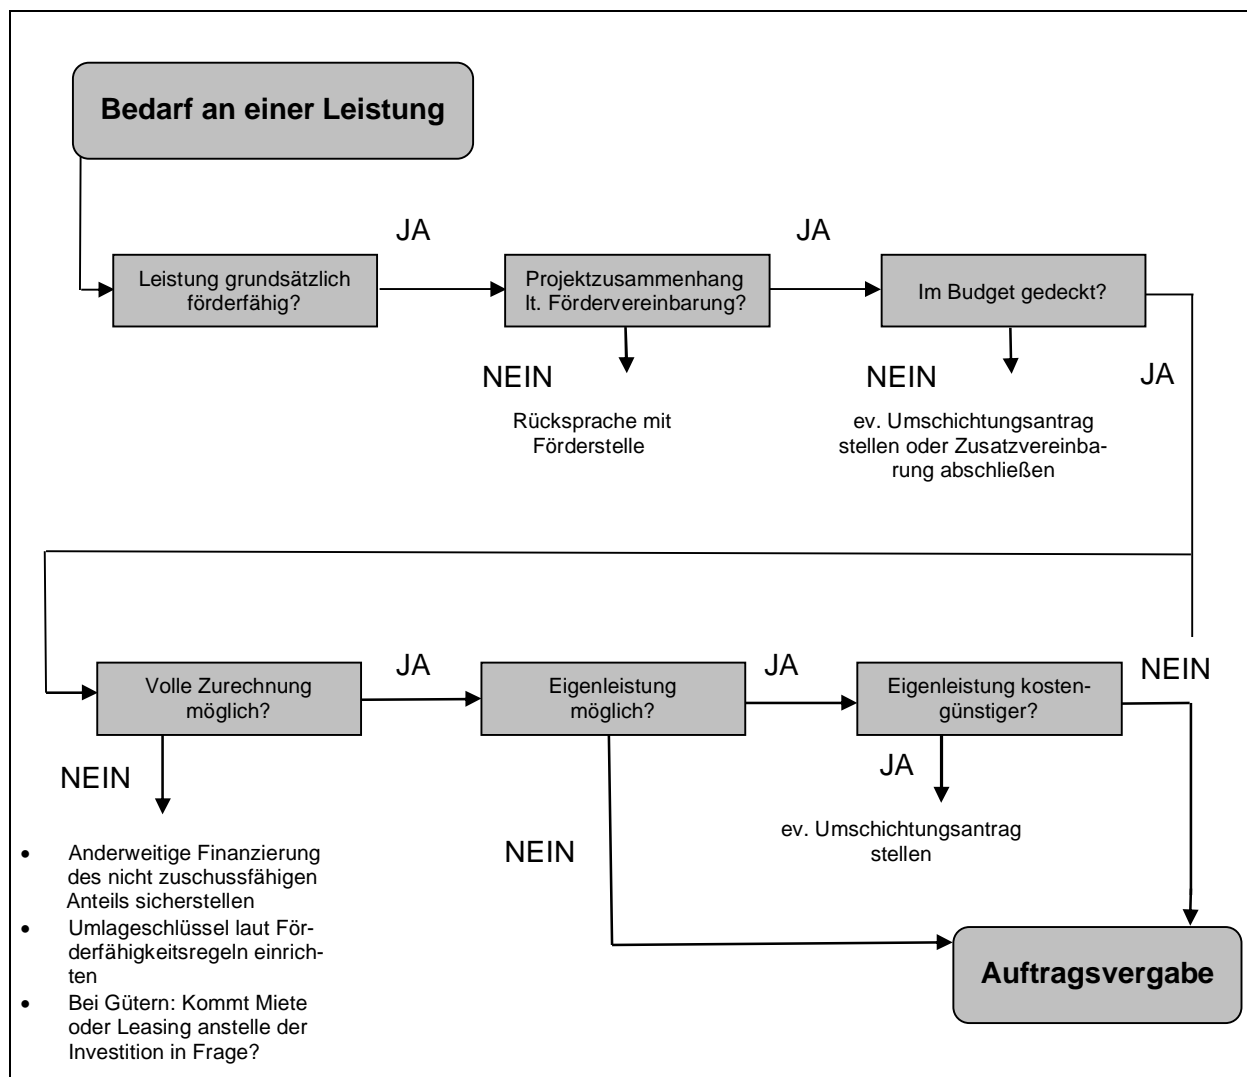 Bedarf an einer Leistung
JA
JA
Leistung grundsätzlich
förderfähig?
Projektzusammenhang
lt. Fördervereinbarung?
Im Budget gedeckt?
NEIN
NEIN
JA
Rücksprache mit
Förderstelle
ev. Umschichtungsantrag
stellen oder Zusatzvereinba-
rung abschließen
JA
JA
NEIN
Volle Zurechnung
möglich?
Eigenleistung
möglich?
Eigenleistung kosten-
günstiger?
NEIN
JA
NEIN
ev. Umschichtungsantrag
stellen
• Anderweitige Finanzierung
des nicht zuschussfähigen
Anteils sicherstellen
• Umlageschlüssel laut För-
derfähigkeitsregeln einrich-
ten
• Bei Gütern: Kommt Miete
oder Leasing anstelle der
Investition in Frage?
Auftragsvergabe